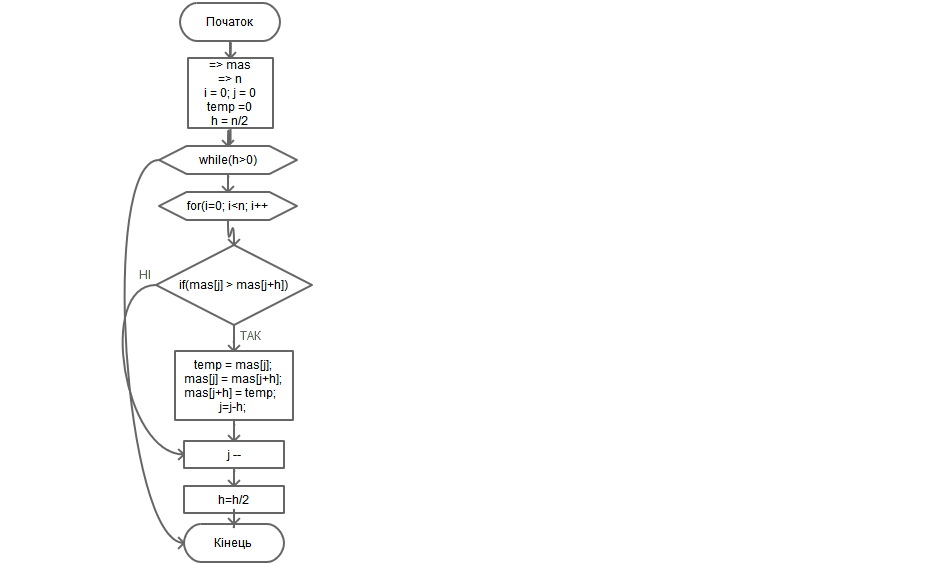 Початок
=> mas
=> n
i = 0; j = 0
temp =0
h = n/2
while(h>0)
for(i=0; i<n; i++
НІ
if(mas[j] > mas[j+h])
ТАК
temp = mas[j];
mas[j] = mas[j+h];
mas[j+h] = temp;
j=j-h;
j --
h=h/2
Кінець